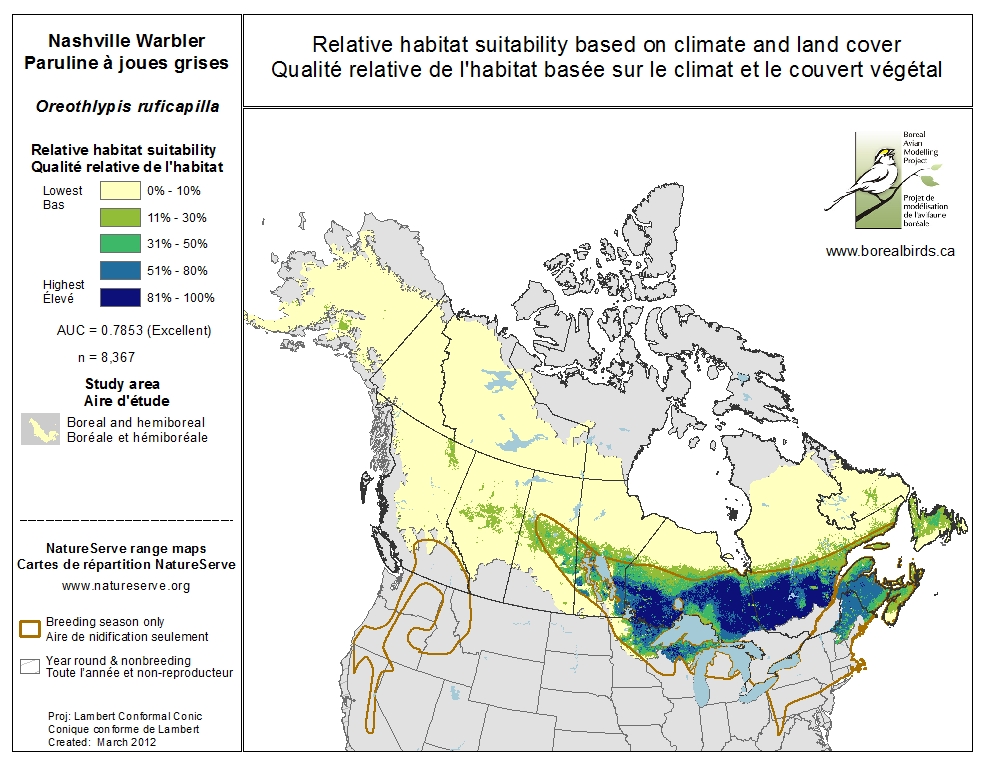 Nashville Warbler
Paruline à joues grises
Oreothlypis ruficapilla
Relative habitat suitability
Qualité relative de l'habitat
Lowest
Bas
0% - 10%
11% - 30%
31% - 50%
51% - 80%
Highest
Élevé
81% - 100%
AUC = 0.7853 (Excellent)
n = 8,367
Study area
Aire d'étude
Boreal and hemiboreal
Boréale et hémiboréale
NatureServe range maps
Cartes de répartition NatureServe
www.natureserve.org
Breeding season only
Aire de nidification seulement
Year round & nonbreeding
Toute l'année et non-reproducteur
Proj: Lambert Conformal Conic
Conique conforme de Lambert
Created: March 2012
Relative habitat suitability based on climate and land cover
Qualité relative de l'habitat basée sur le climat et le couvert végétal
Boreal
Avian
Modelling
Project
Projet de
modélisation
de l'avifaune
boréale
www.borealbirds.ca